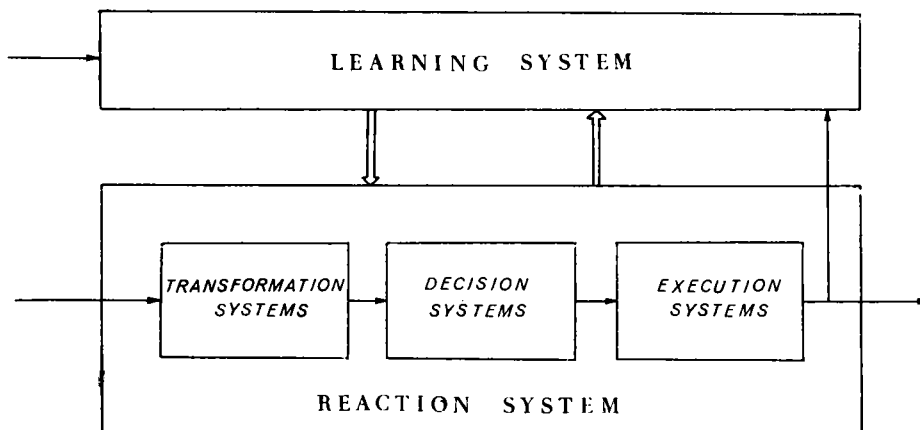 LEARNING SYSTEM
TRANSFORMATION
SYSTEMS
DECISION
SYSTEMS
EXECUTION
SYSTEMS
REACTION SYSTEM